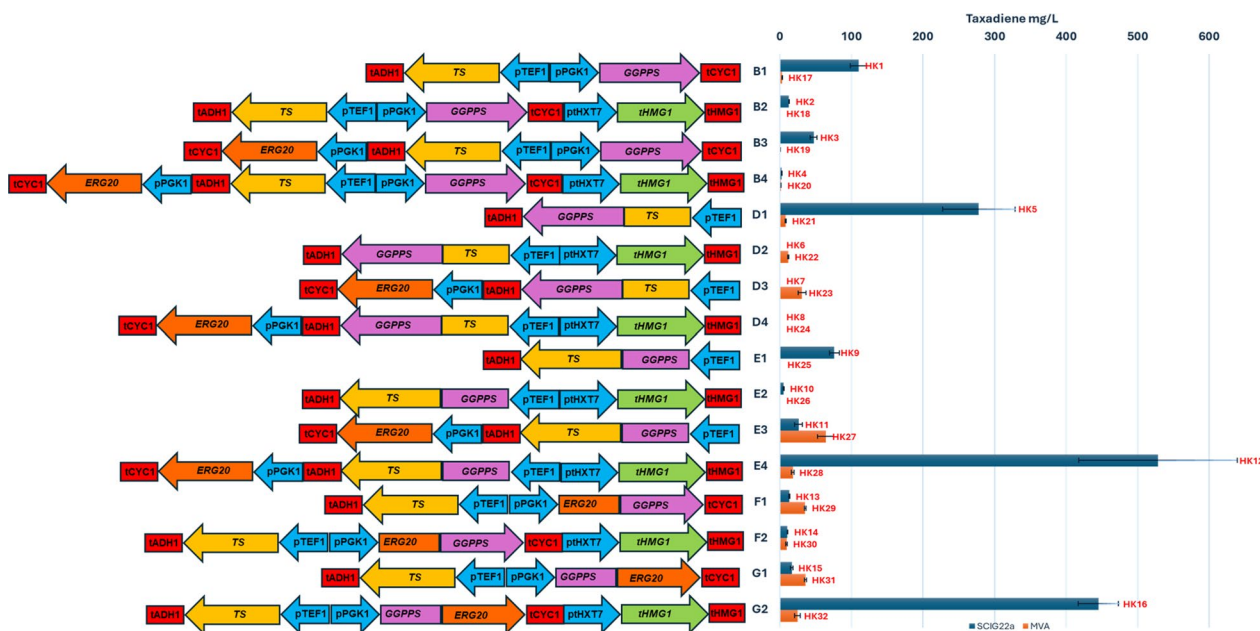 Taxadiene mg/L
0 100 200 300 400 500 600
tADH1 TS pTEF1 pPGK1 GGPPS tCYC1 B1 HK1
HK17
tADH1 TS pTEF1 pPGK1 GGPPS tCYC1 ptHXT7 tHMG1 tHMG1 B2 HK2
HK18
tCYC1 ERG20 pPGK1 tADH1 TS pTEF1 pPGK1 GGPPS tCYC1 B3 HK3
HK19
tCYC1 ERG20 pPGK1 tADH1 TS pTEF1 pPGK1 GGPPS tCYC1 ptHXT7 tHMG1 tHMG1 B4 HK4
HK20
tADH1 GGPPS TS pTEF1 D1 HK5
HK21
tADH1 GGPPS TS pTEF1 ptHXT7 tHMG1 tHMG1 D2 HK6
HK22
tCYC1 ERG20 pPGK1 tADH1 GGPPS TS pTEF1 D3 HK7
HK23
tCYC1 ERG20 pPGK1 tADH1 GGPPS TS pTEF1 ptHXT7 tHMG1 tHMG1 D4 HK8
HK24
tADH1 TS GGPPS pTEF1 E1 HK9
HK25
tADH1 TS GGPPS pTEF1 ptHXT7 tHMG1 tHMG1 E2 HK10
HK26
tCYC1 ERG20 pPGK1 tADH1 TS GGPPS pTEF1 E3 HK11
HK27
tCYC1 ERG20 pPGK1 tADH1 TS GGPPS pTEF1 ptHXT7 tHMG1 tHMG1 E4 HK12
HK28
tADH1 TS pTEF1 pPGK1 ERG20 GGPPS tCYC1 F1 HK13
HK29
tADH1 TS pTEF1 pPGK1 ERG20 GGPPS tCYC1 ptHXT7 tHMG1 tHMG1 F2 HK14
HK30
tADH1 TS pTEF1 pPGK1 GGPPS ERG20 tCYC1 G1 HK15
HK31
tADH1 TS pTEF1 pPGK1 GGPPS ERG20 tCYC1 ptHXT7 tHMG1 tHMG1 G2 HK16
HK32
SCIG22a MVA